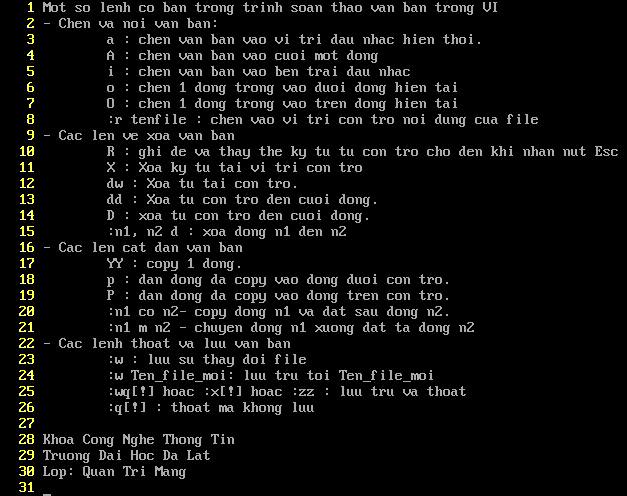 1 Mot so lenh co ban trong trinh soan thao van ban trong VI
2 - Chen va noi van ban:
3 a : chen van ban vao vi tri dau nhac hien thoi.
4 A : chen van ban vao cuoi mot dong
5 i : chen van ban vao ben trai dau nhac
6 o : chen 1 dong trong vao duoi dong hien tai
7 O : chen 1 dong trong vao tren dong hien tai
8 :r tenfile : chen vao vi tri con tro noi dung cua file
9 - Cac len ve xoa van ban
10 R : ghi de va thay the ky tu tu con tro cho den khi nhan nut Esc
11 X : Xoa ky tu tai vi tri con tro
12 dw : Xoa tu tai con tro.
13 dd : Xoa tu con tro den cuoi dong.
14 D : xoa tu con tro den cuoi dong.
15 :n1, n2 d : xoa dong n1 den n2
16 - Cac len cat dan van ban
17 YY : copy 1 dong.
18 p : dan dong da copy vao dong duoi con tro.
19 P : dan dong da copy vao dong tren con tro.
20 :n1 co n2- copy dong n1 va dat sau dong n2.
21 :n1 m n2 - chuyen dong n1 xuong dat ta dong n2
22 - Cac lenh thoat va luu van ban
23 :w : luu su thay doi file
24 :w Ten_file_moi: luu tru toi Ten_file_moi
25 :wq[!] hoac :x[!] hoac :zz : luu tru va thoat
26 :q[!] : thoat ma khong luu
27
28 Khoa Cong Nghe Thong Tin
29 Truong Dai Hoc Da Lat
30 Lop: Quan Tri Mang
31